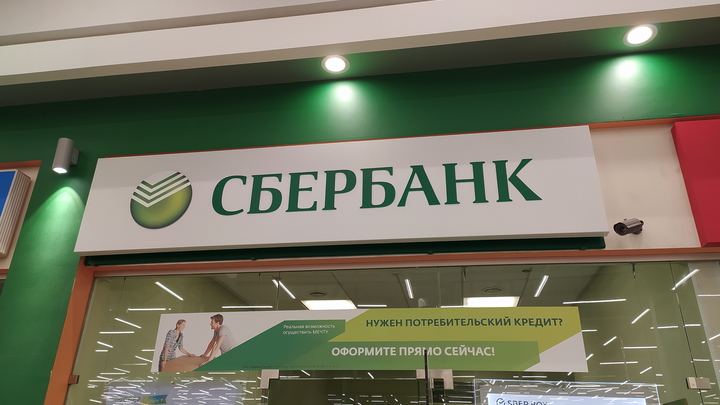 СБЕРБАНК
Реальная возможность
осуществить МЕЧТУ
НУЖЕН ПОТРЕБИТЕЛЬСКИЙ КРЕДИТ?
ОФОРМИТЕ ПРЯМО СЕЙЧАС!